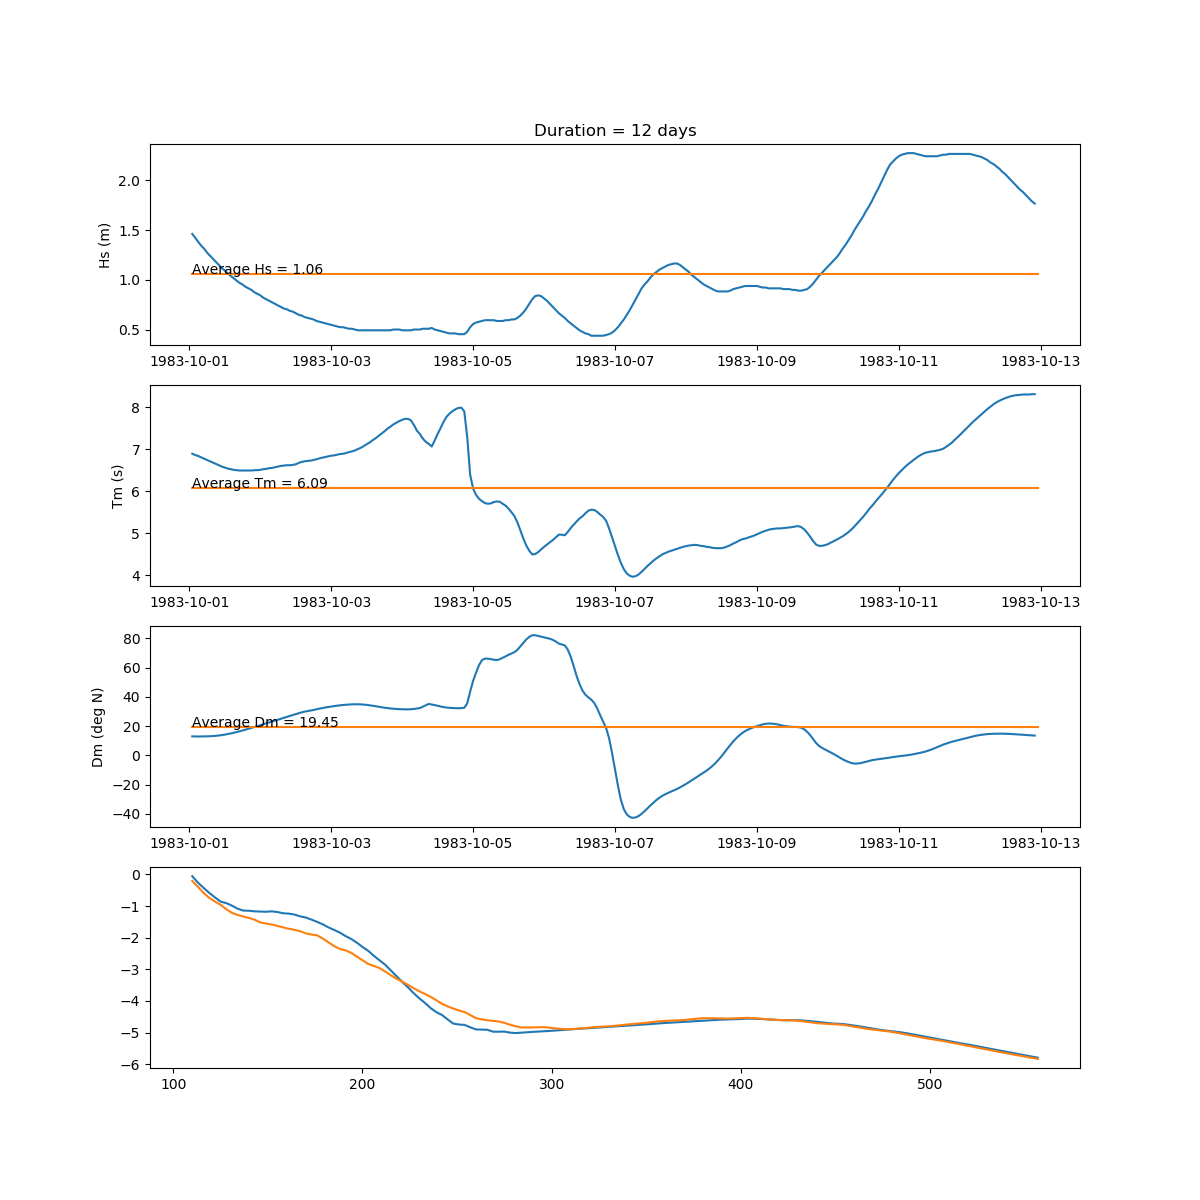 Duration = 12 days
2.0
1.5
1.0
0.5
Hs (m)
Average Hs = 1.06
1983-10-01 1983-10-03 1983-10-05 1983-10-07 1983-10-09 1983-10-11 1983-10-13
8
7
6
5
4
Tm (s)
Average Tm = 6.09
1983-10-01 1983-10-03 1983-10-05 1983-10-07 1983-10-09 1983-10-11 1983-10-13
80
60
40
20
0
−20
−40
Dm (deg N)
Average Dm = 19.45
1983-10-01 1983-10-03 1983-10-05 1983-10-07 1983-10-09 1983-10-11 1983-10-13
0
−1
−2
−3
−4
−5
−6
100 200 300 400 500